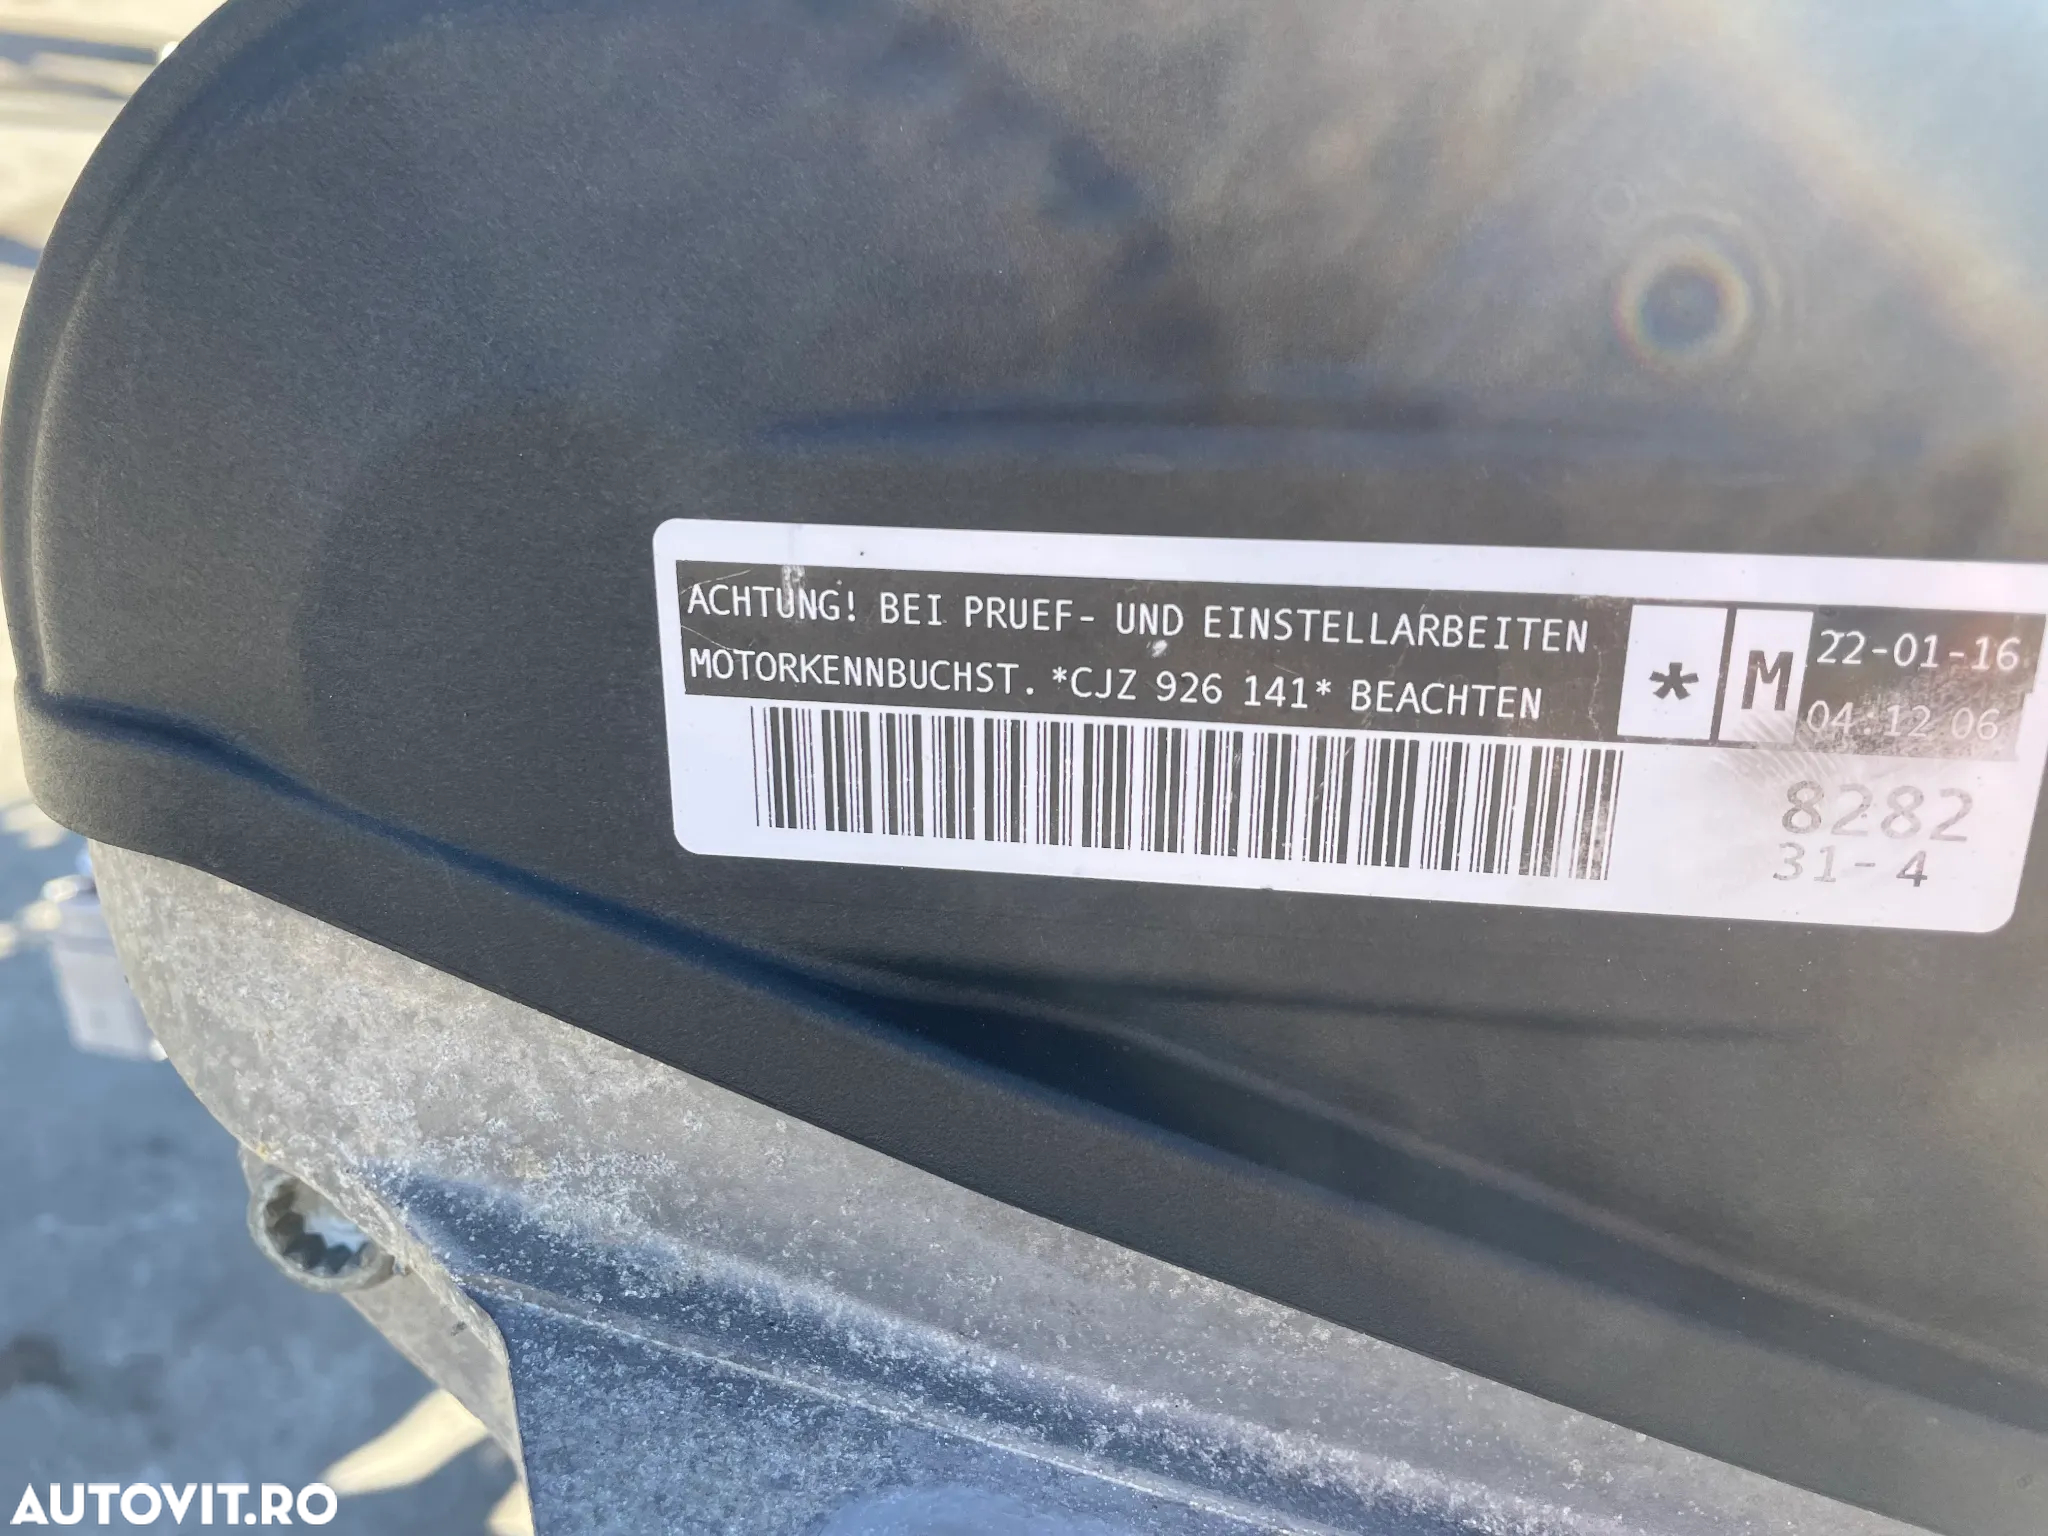 ACHTUNG! BEI PRUEF- UND EINSTELLARBEITEN
MOTORKENNBUCHST. *CJZ 926 141* BEACHTEN
* M
22-01-16
04:12 06
8282
31-4
AUTOVIT.RO